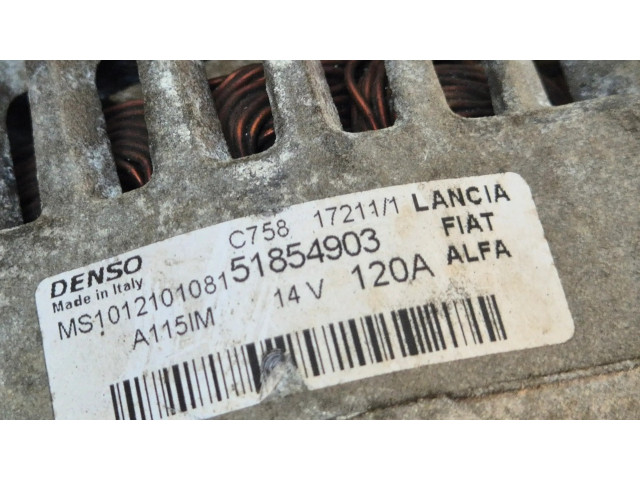 DENSO C758 17211/1 LANCIA
Made in Italy FIAT
MS1012101081 51854903 ALFA
A115IM 14 V 120A